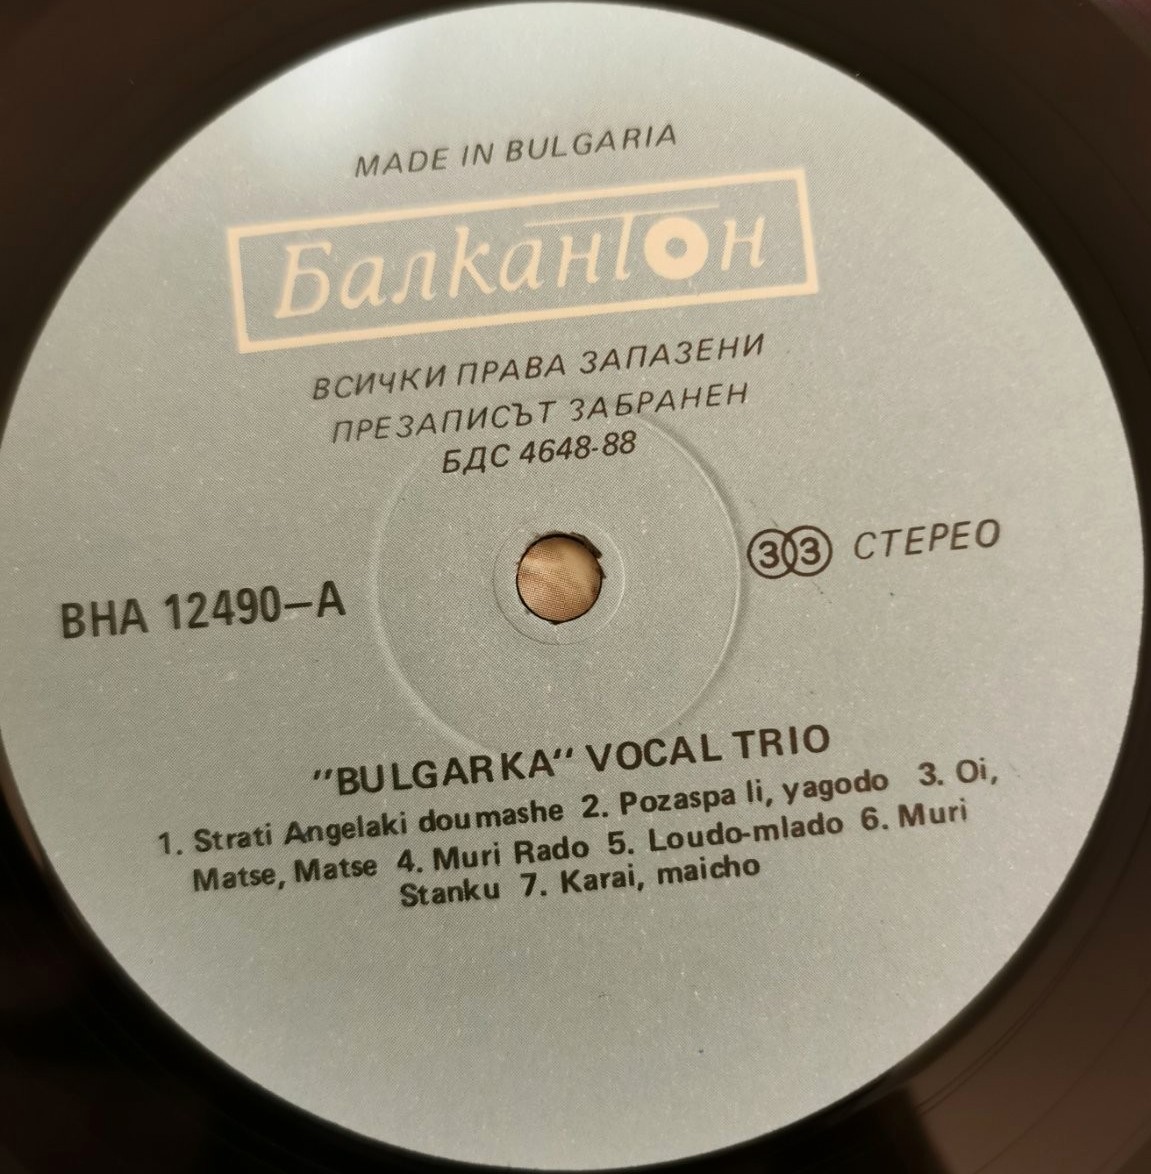 MADE IN BULGARIA
Балкантон
ВСИЧКИ ПРАВА ЗАПАЗЕНИ
ПРЕЗАПИСЪТ ЗАБРАНЕН
БДС 4648-88
33 СТЕРЕО
ВНА 12490–А
"BULGARKA" VOCAL TRIO
1. Strati Angelaki doumashe 2. Pozaspa li, yagodo 3. Oi,
Matse, Matse 4. Muri Rado 5. Loudo-mlado 6. Muri
Stanku 7. Karai, maicho